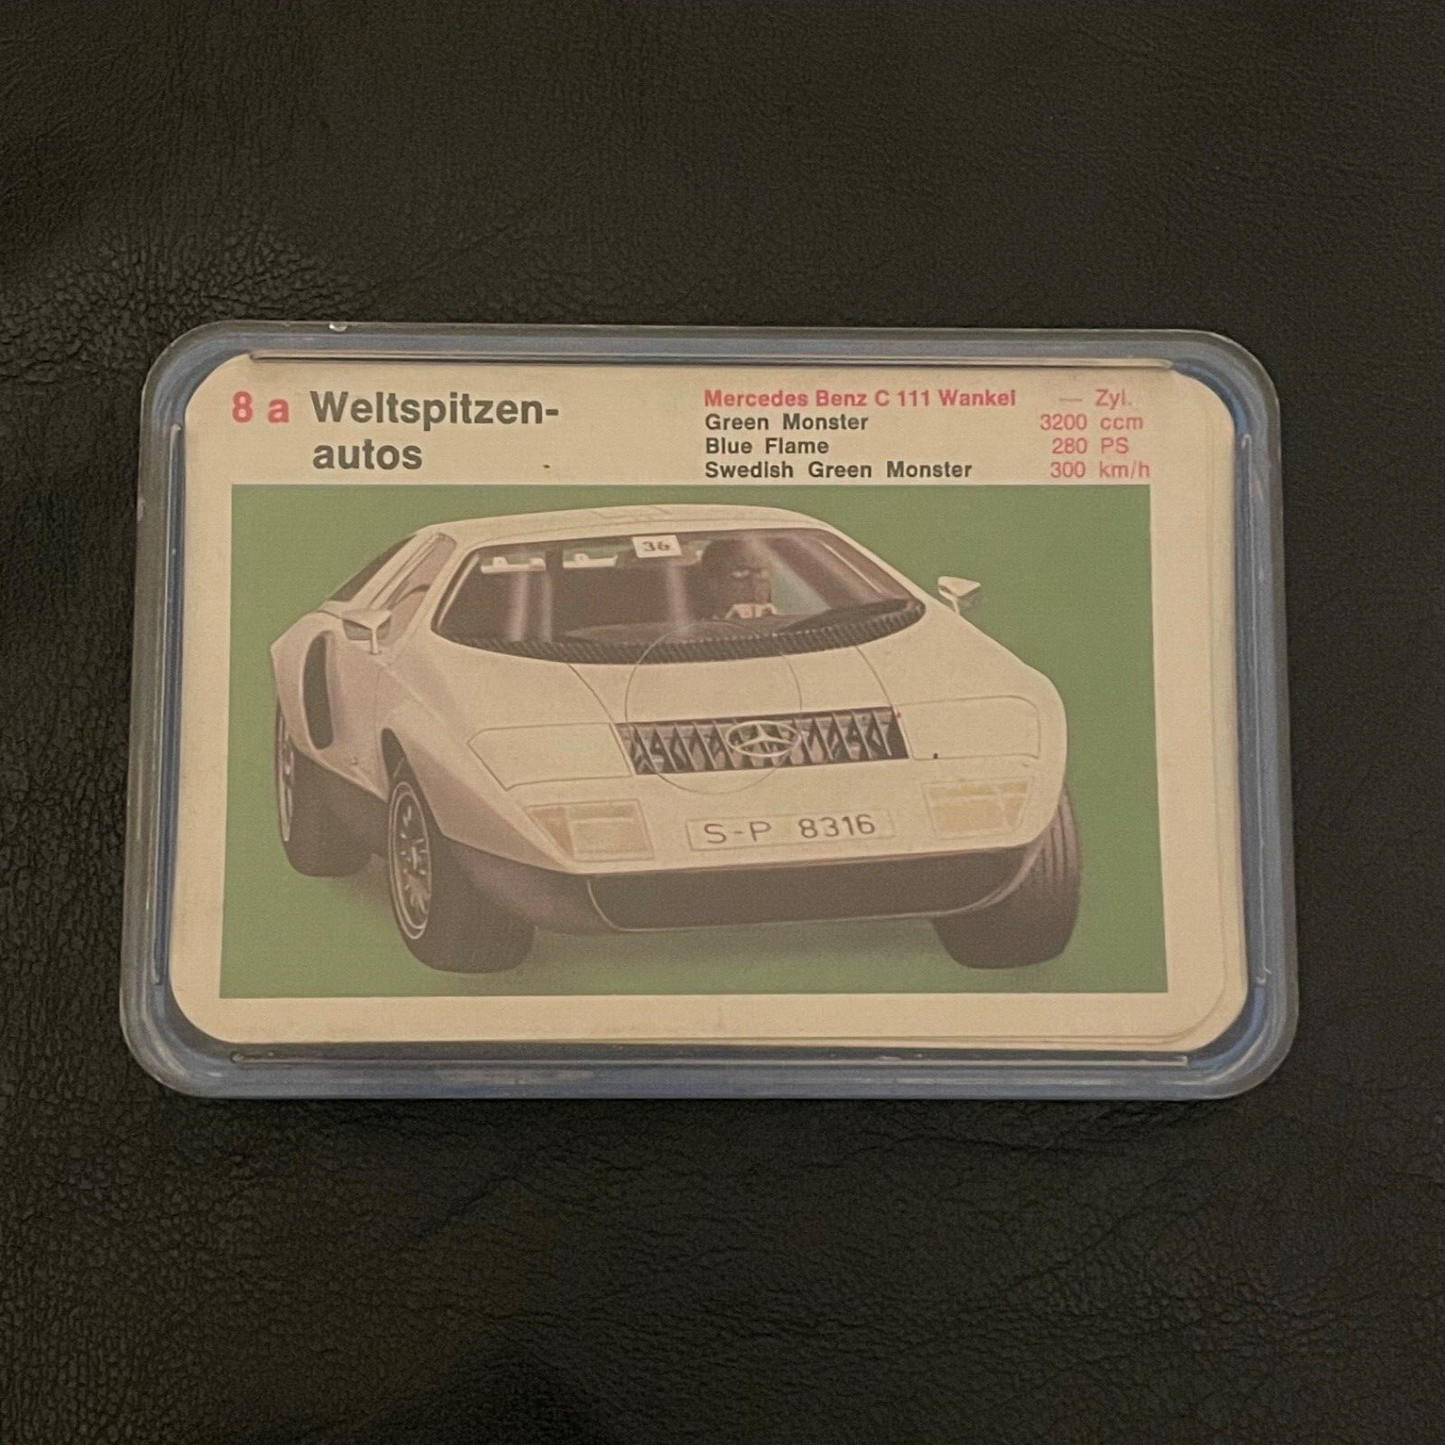 8 a Weltspitzen-
autos
Mercedes Benz C 111 Wankel — Zyl.
Green Monster 3200 ccm
Blue Flame 280 PS
Swedish Green Monster 300 km/h
36
S-P 8316